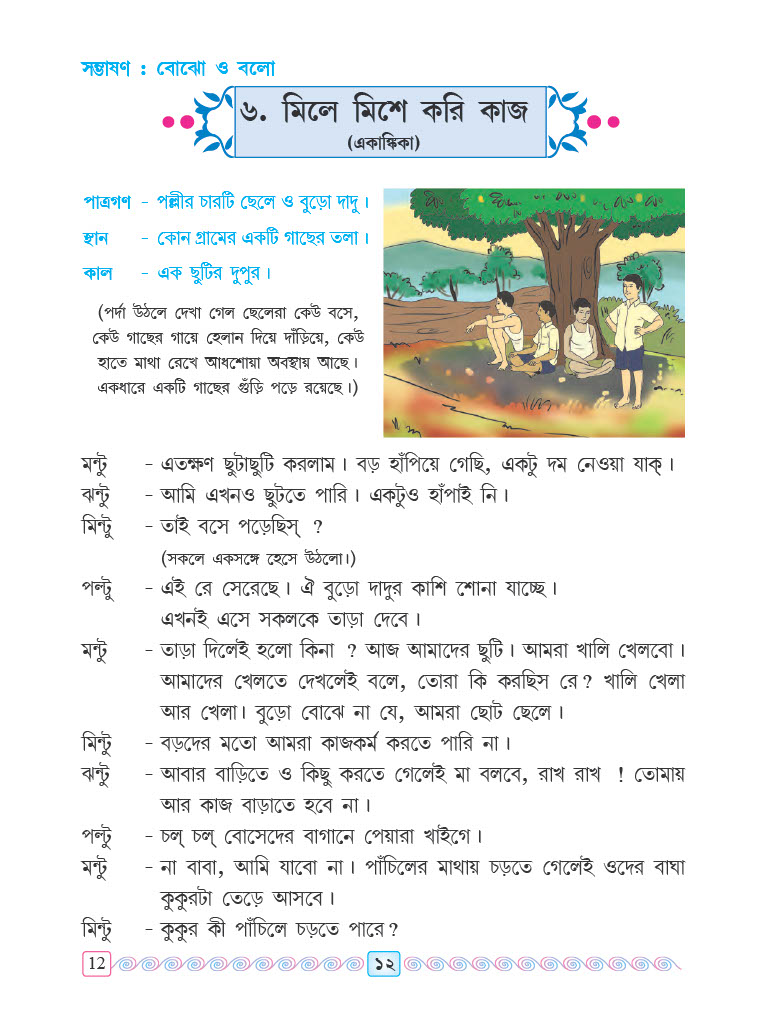 সম্ভাষণ : বোঝো ও বলো
৬. মিলে মিশে করি কাজ
(একাঙ্কিকা)
পাত্রগণ - পল্লীর চারটি ছেলে ও বুড়ো দাদু।
স্থান - কোন গ্রামের একটি গাছের তলা।
কাল - এক ছুটির দুপুর।
(পর্দা উঠলে দেখা গেল ছেলেরা কেউ বসে,
কেউ গাছের গায়ে হেলান দিয়ে দাঁড়িয়ে, কেউ
হাতে মাথা রেখে আধশোয়া অবস্থায় আছে।
একধারে একটি গাছের গুঁড়ি পড়ে রয়েছে।)
মন্টু - এতক্ষণ ছুটাছুটি করলাম। বড় হাঁপিয়ে গেছি, একটু দম নেওয়া যাক্।
ঝন্টু - আমি এখনও ছুটতে পারি। একটুও হাঁপাই নি।
মিন্টু - তাই বসে পড়েছিস্ ?
(সকলে একসঙ্গে হেসে উঠলো।)
পল্টু - এই রে সেরেছে। ঐ বুড়ো দাদুর কাশি শোনা যাচ্ছে।
এখনই এসে সকলকে তাড়া দেবে।
মন্টু - তাড়া দিলেই হলো কিনা ? আজ আমাদের ছুটি। আমরা খালি খেলবো।
আমাদের খেলতে দেখলেই বলে, তোরা কি করছিস রে? খালি খেলা
আর খেলা। বুড়ো বোঝে না যে, আমরা ছোট ছেলে।
মিন্টু - বড়দের মতো আমরা কাজকর্ম করতে পারি না।
ঝন্টু - আবার বাড়িতে ও কিছু করতে গেলেই মা বলবে, রাখ রাখ ! তোমায়
আর কাজ বাড়াতে হবে না।
পল্টু - চল্ চল্ বোসেদের বাগানে পেয়ারা খাইগে।
মন্টু - না বাবা, আমি যাবো না। পাঁচিলের মাথায় চড়তে গেলেই ওদের বাঘা
কুকুরটা তেড়ে আসবে।
মিন্টু - কুকুর কী পাঁচিলে চড়তে পারে?
12
১২